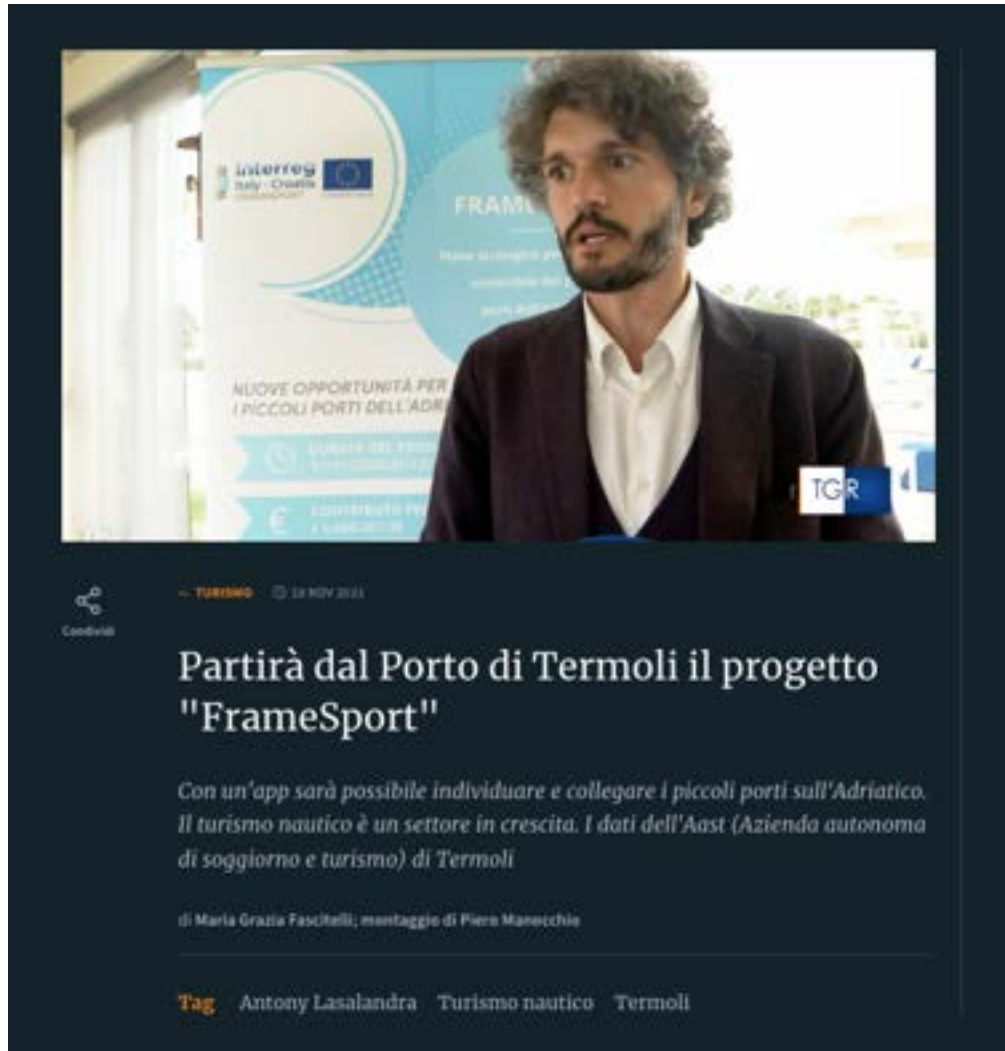 interreg
Italy - Croatia
FRAM
NUOVE OPPORTUNITÀ PER
I PICCOLI PORTI DELL'ADR
€ CONTRIBUTO
TGR
Condividi
TURISMO
NOV
Partirà dal Porto di Termoli il progetto
"FrameSport"
Con un'app sarà possibile individuare e collegare i piccoli porti sull'Adriatico.
Il turismo nautico è un settore in crescita. I dati dell'Aast (Azienda autonoma
di soggiorno e turismo) di Termoli
di Maria Grazia Fascitelli; montaggio di Piero Manocchio
Tag Antony Lasalandra Turismo nautico Termoli